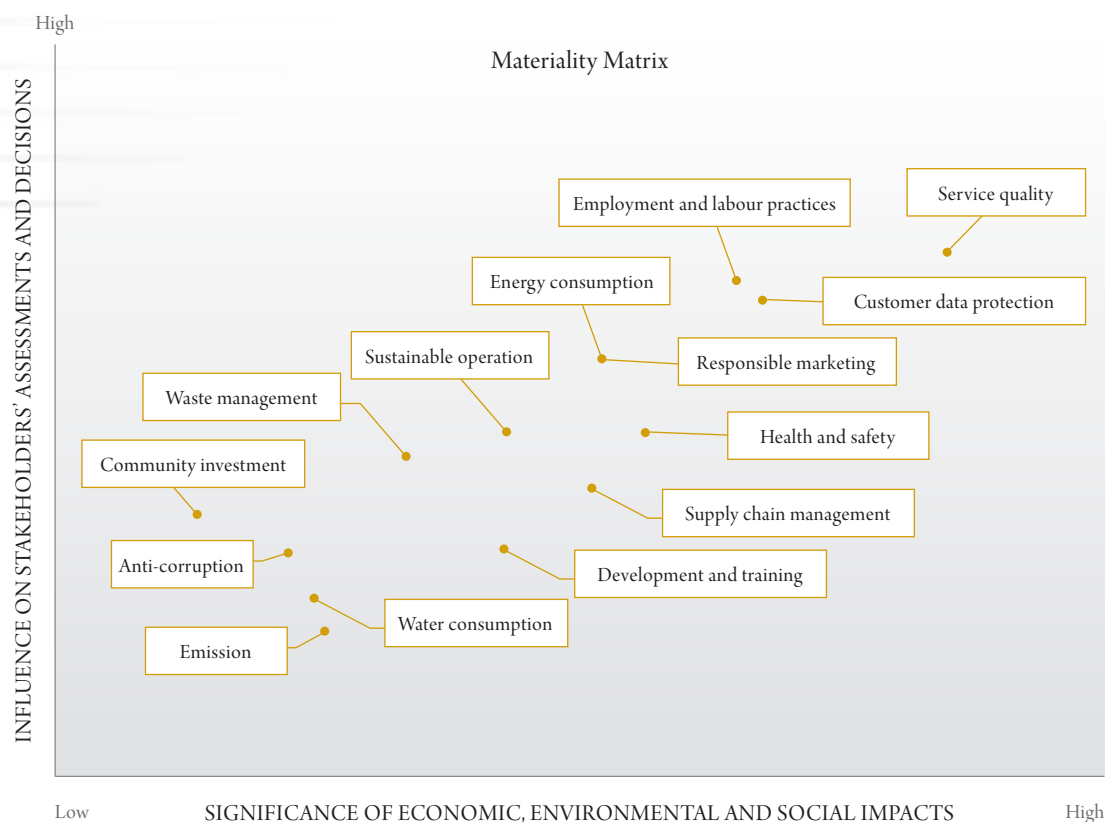 High
Materiality Matrix
INFLUENCE ON STAKEHOLDERS’ ASSESSMENTS AND DECISIONS
Service quality
Employment and labour practices
Energy consumption
Customer data protection
Sustainable operation
Responsible marketing
Waste management
Health and safety
Community investment
Supply chain management
Anti-corruption
Development and training
Water consumption
Emission
Low
SIGNIFICANCE OF ECONOMIC, ENVIRONMENTAL AND SOCIAL IMPACTS
High